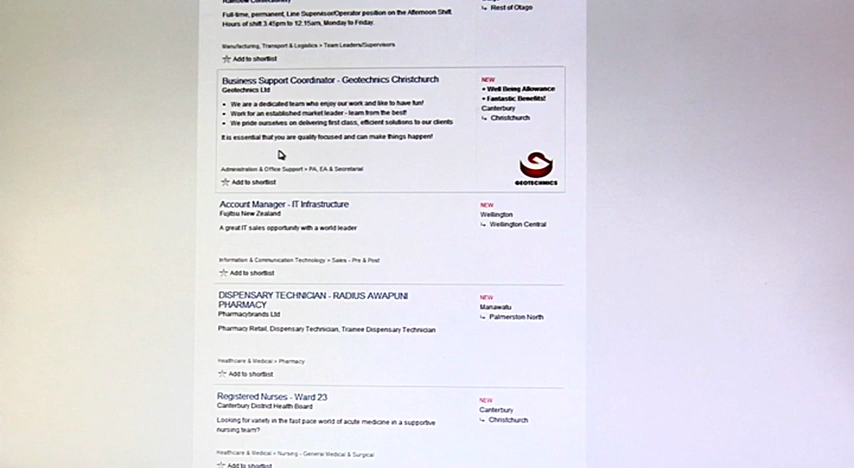 Full-time, permanent, Line Supervisor/Operator position on the Afternoon Shift.
Hours of shift 3.45pm to 12.15am, Monday to Friday.
Rest of Otago
Manufacturing, Transport & Logistics > Team Leaders/Supervisors
Add to shortlist
Business Support Coordinator - Geotechnics Christchurch
Geotechnics Ltd
• We are a dedicated team who enjoy our work and like to have fun!
• Work for an established market leader - learn from the best!
• We pride ourselves on delivering first class, efficient solutions to our clients
It is essential that you are quality focused and can make things happen!
NEW
• Well Being Allowance
• Fantastic Benefits!
Canterbury
Christchurch
GEOTECHNICS
Administration & Office Support > PA, EA & Secretarial
Add to shortlist
Account Manager - IT Infrastructure
Fujitsu New Zealand
A great IT sales opportunity with a world leader
NEW
Wellington
Wellington Central
Information & Communication Technology > Sales - Pre & Post
Add to shortlist
DISPENSARY TECHNICIAN - RADIUS AWAPUNI
PHARMACY
Pharmacybrands Ltd
Pharmacy Retail, Dispensary Technician, Trainee Dispensary Technician
NEW
Manawatu
Palmerston North
Healthcare & Medical > Pharmacy
Add to shortlist
Registered Nurses - Ward 23
Canterbury District Health Board
Looking for variety in the fast pace world of acute medicine in a supportive
nursing team?
NEW
Canterbury
Christchurch
Healthcare & Medical > Nursing - General Medical & Surgical
Add to shortlist